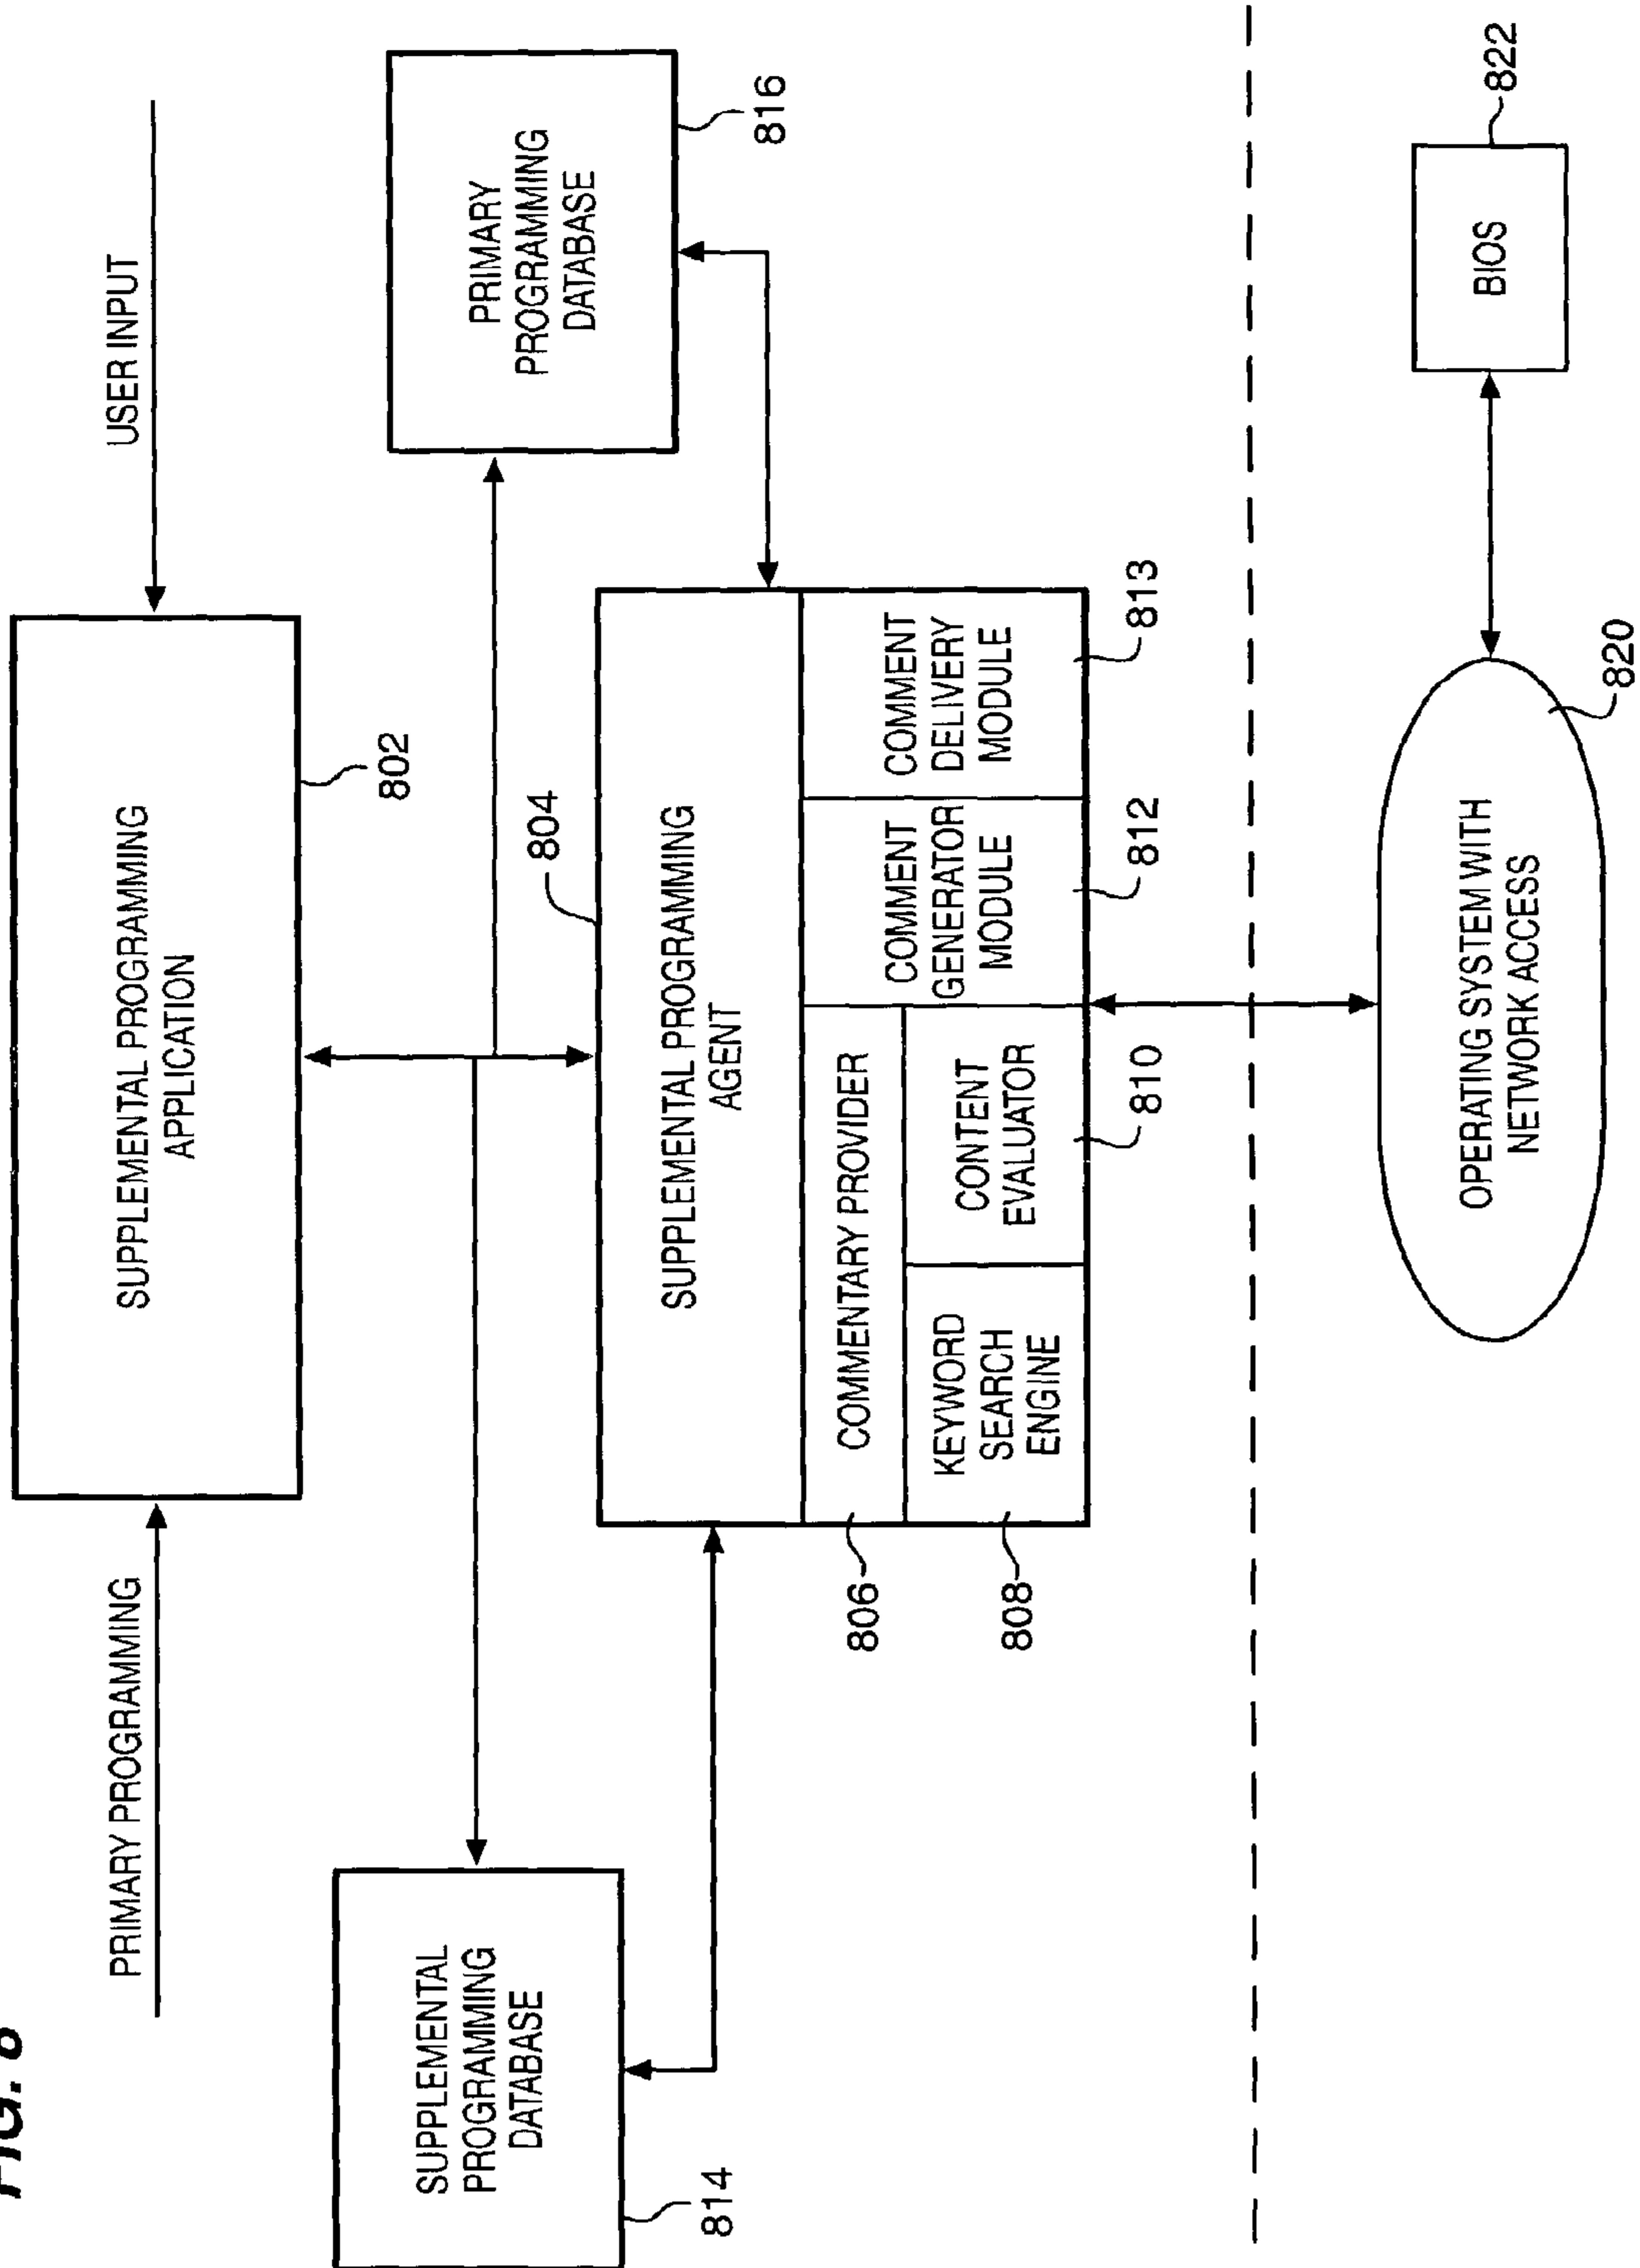 FIG. 8
PRIMARY PROGRAMMING
SUPPLEMENTAL PROGRAMMING
APPLICATION
802
USER INPUT
SUPPLEMENTAL
PROGRAMMING
DATABASE
814
PRIMARY
PROGRAMMING
DATABASE
816
804
SUPPLEMENTAL PROGRAMMING
AGENT
COMMENTARY PROVIDER
806
KEYWORD
SEARCH
ENGINE
808
CONTENT
EVALUATOR
810
COMMENT
GENERATOR
MODULE
812
COMMENT
DELIVERY
MODULE
813
OPERATING SYSTEM WITH
NETWORK ACCESS
820
BIOS
822